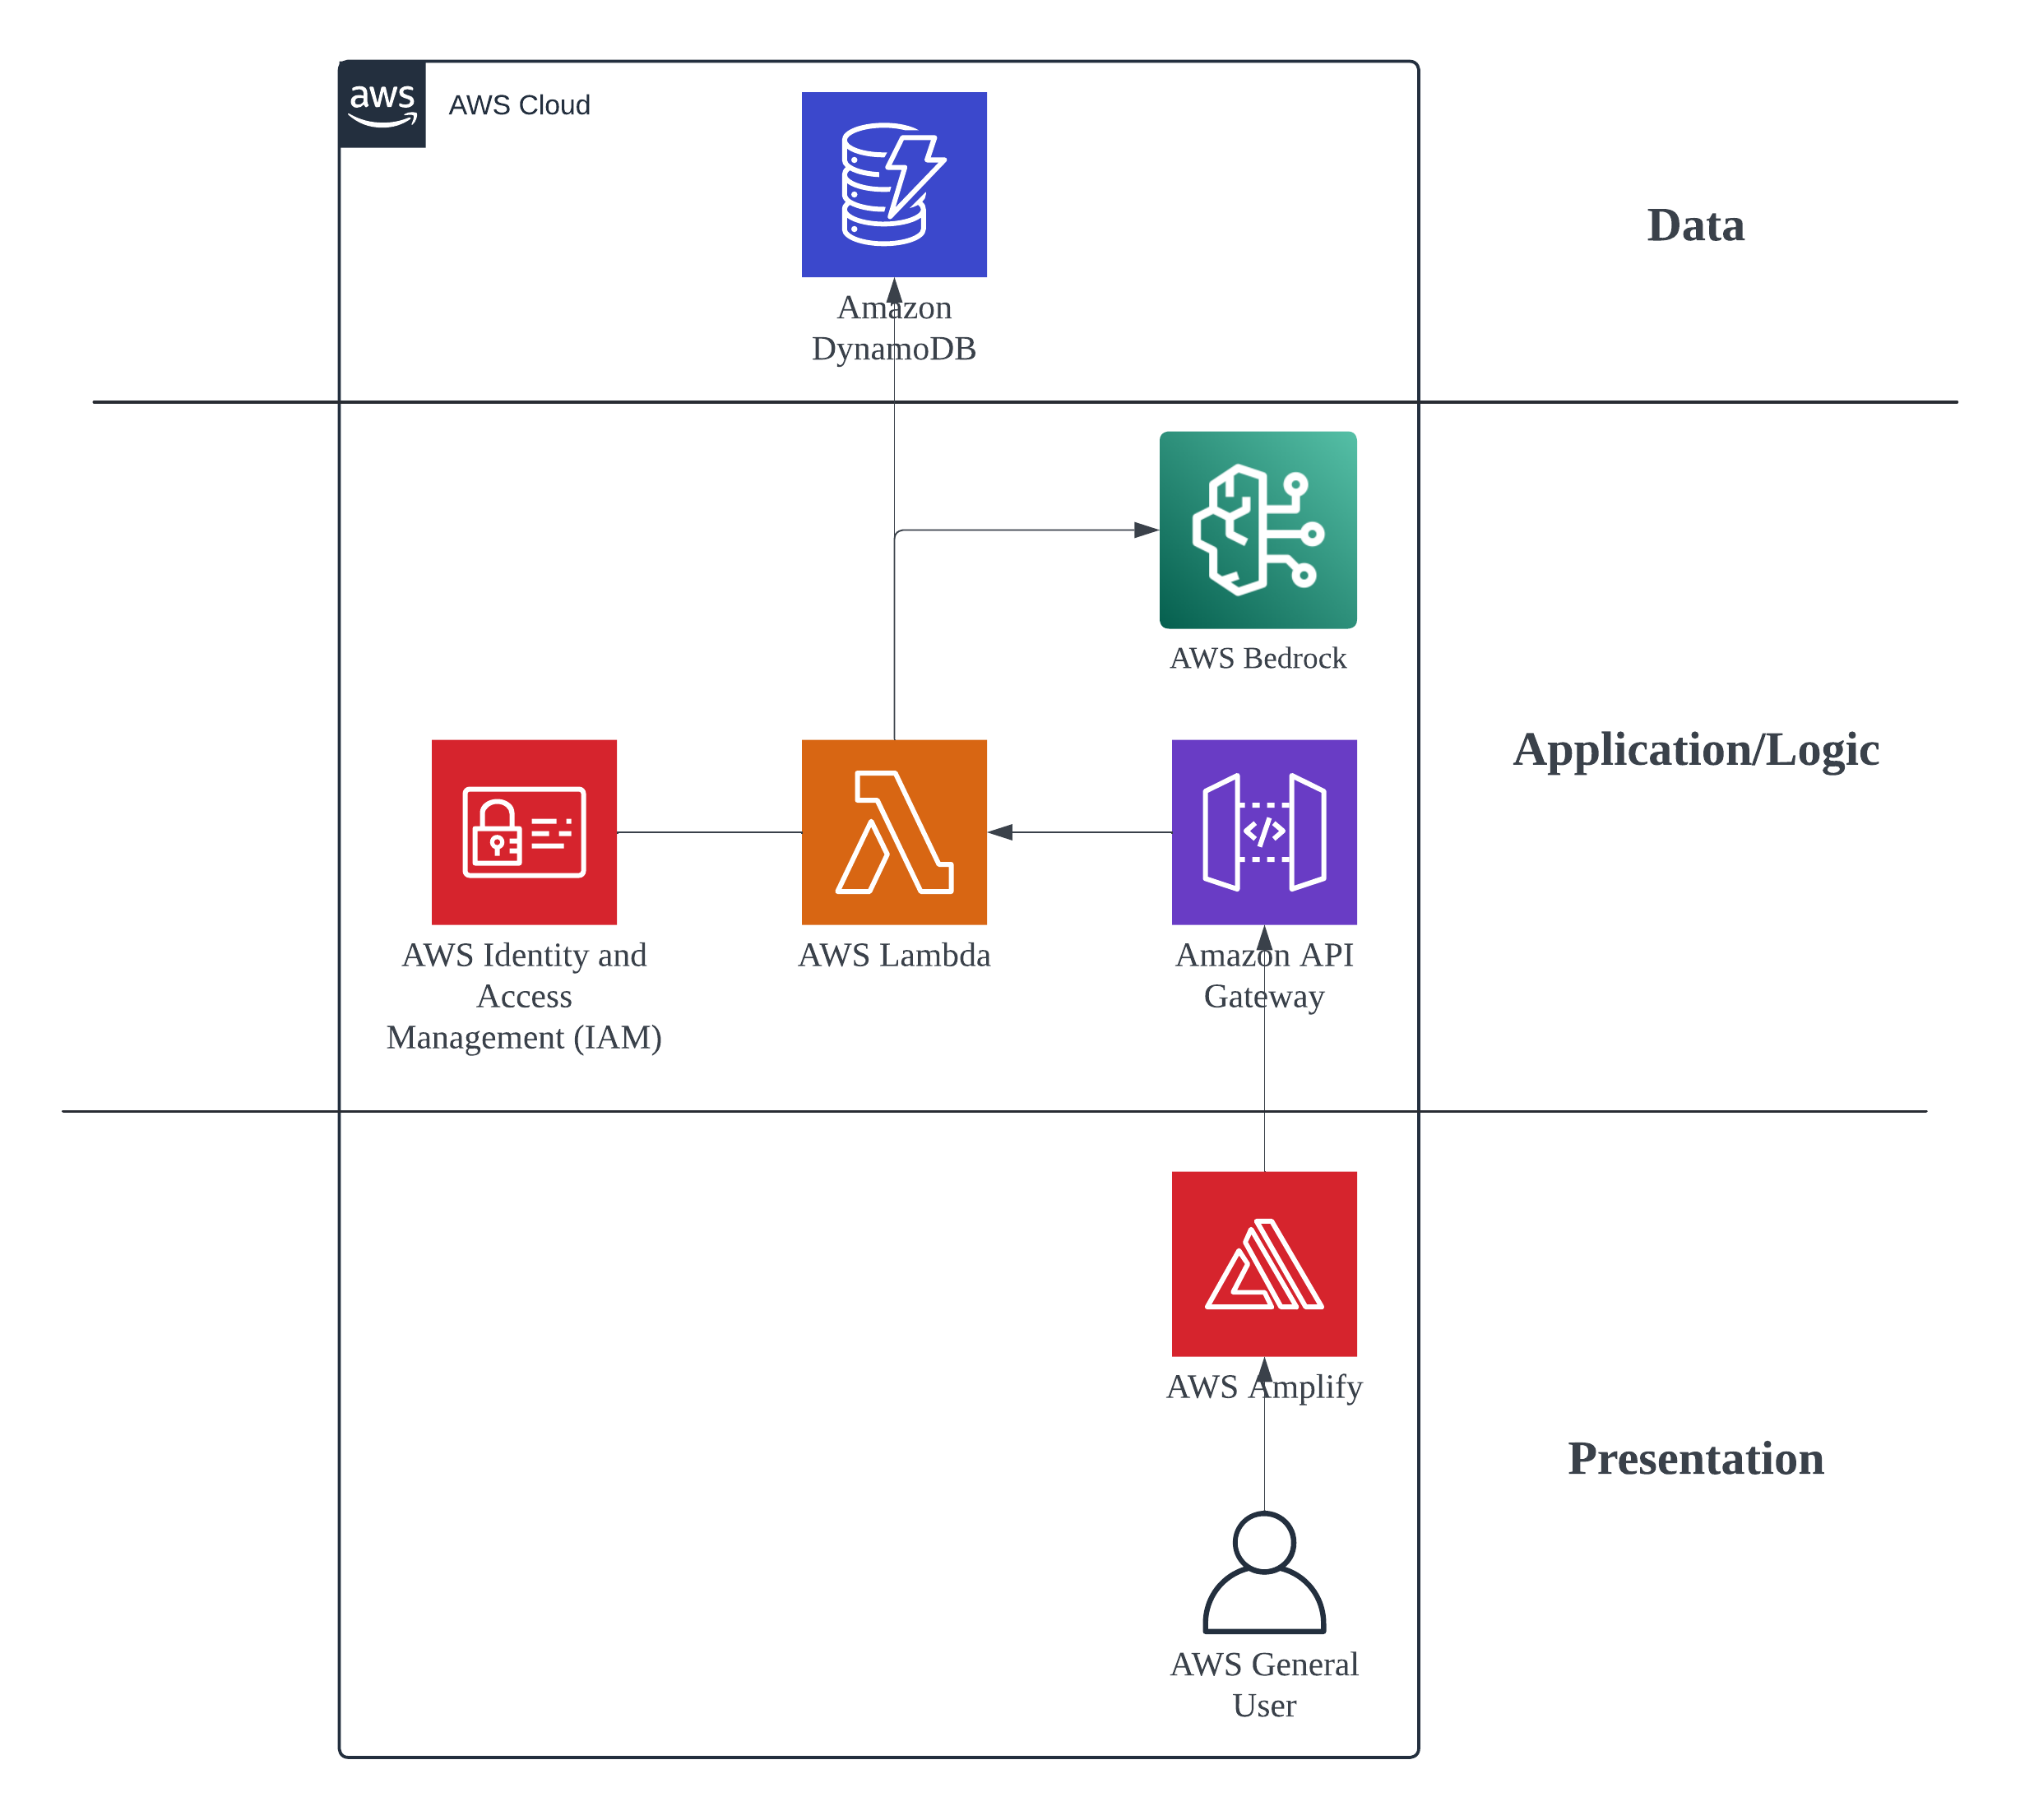 aws
AWS Cloud
Amazon
DynamoDB
Data
AWS Bedrock
Application/Logic
AWS Identity and
Access
Management (IAM)
AWS Lambda
Amazon API
Gateway
AWS Amplify
Presentation
AWS General
User